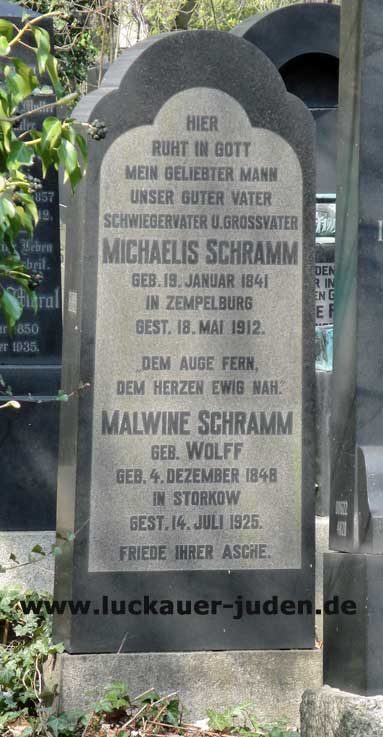 HIER
RUHT IN GOTT
MEIN GELIEBTER MANN
UNSER GUTER VATER
SCHWIEGERVATER U. GROSSVATER
MICHAELIS SCHRAMM
GEB. 19. JANUAR 1841
IN ZEMPELBURG
GEST. 18. MAI 1912.
„DEM AUGE FERN,
DEM HERZEN EWIG NAH."
MALWINE SCHRAMM
GEB. WOLFF
GEB. 4. DEZEMBER 1848
IN STORKOW
GEST. 14. JULI 1925.
FRIEDE IHRER ASCHE.
www.luckauer-juden.de